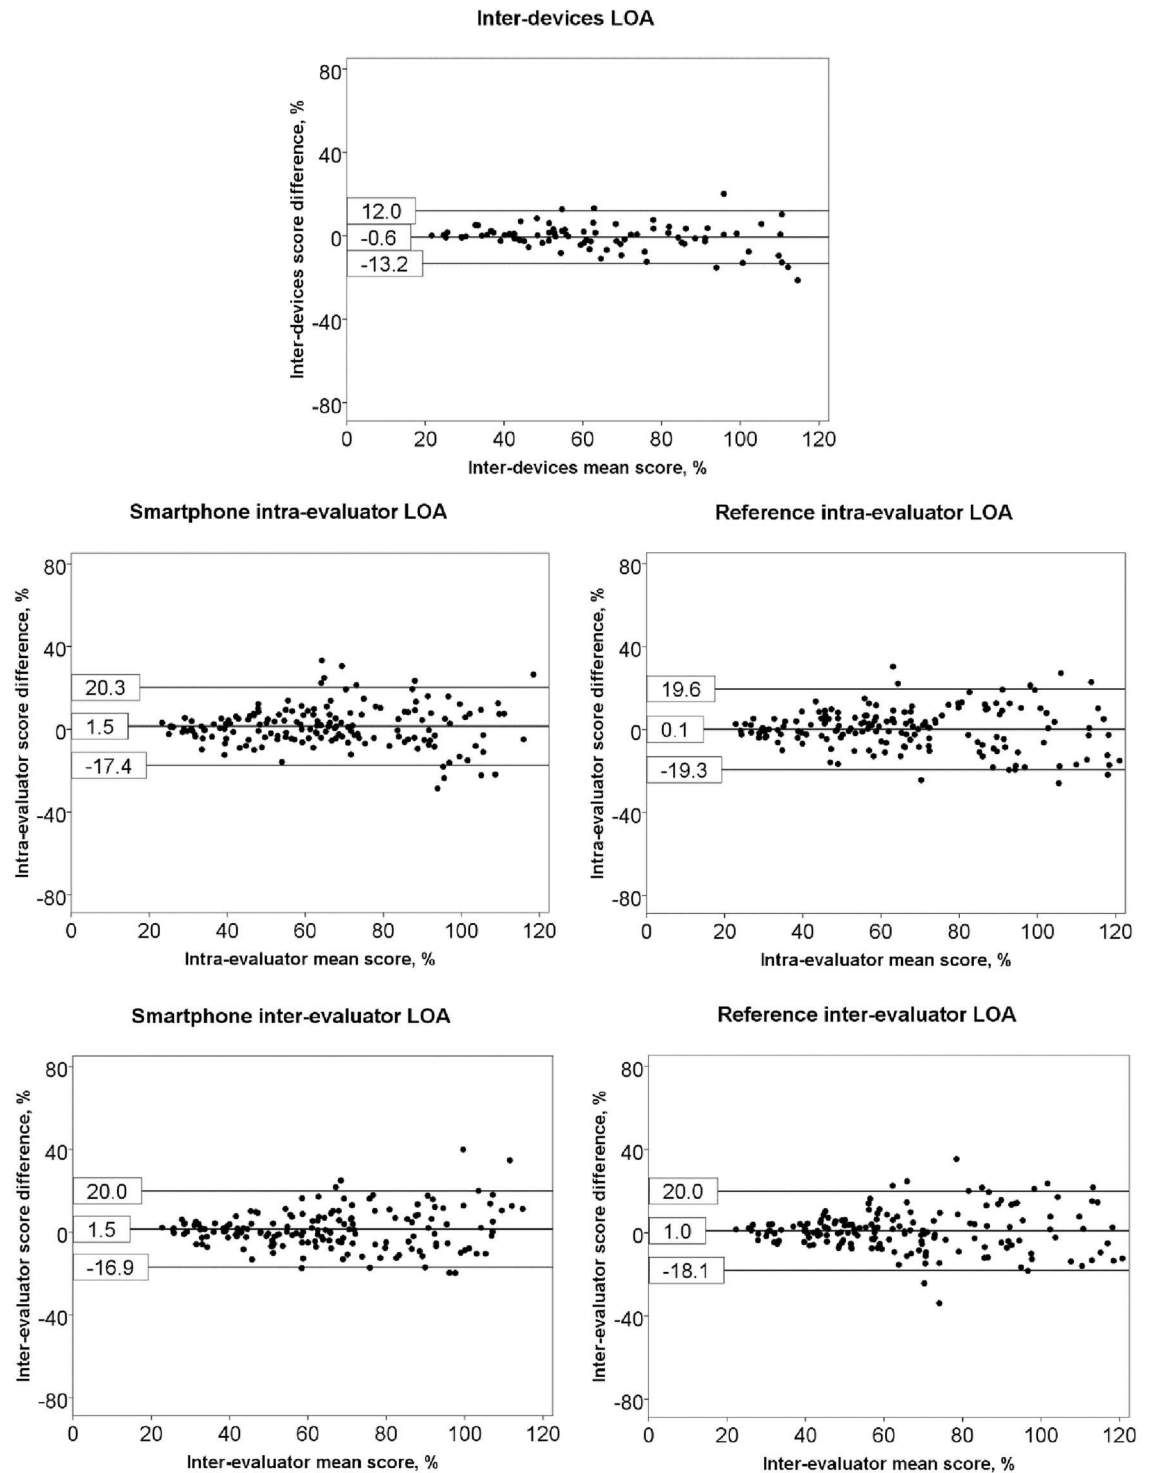 Inter-devices LOA
Inter-devices score difference, %
80
40
0
-40
-80
12.0
-0.6
-13.2
0 20 40 60 80 100 120
Inter-devices mean score, %
Smartphone intra-evaluator LOA
Intra-evaluator score difference, %
80
40
0
-40
-80
20.3
1.5
-17.4
0 20 40 60 80 100 120
Intra-evaluator mean score, %
Reference intra-evaluator LOA
Intra-evaluator score difference, %
80
40
0
-40
-80
19.6
0.1
-19.3
0 20 40 60 80 100 120
Intra-evaluator mean score, %
Smartphone inter-evaluator LOA
Inter-evaluator score difference, %
80
40
0
-40
-80
20.0
1.5
-16.9
0 20 40 60 80 100 120
Inter-evaluator mean score, %
Reference inter-evaluator LOA
Inter-evaluator score difference, %
80
40
0
-40
-80
20.0
1.0
-18.1
0 20 40 60 80 100 120
Inter-evaluator mean score, %